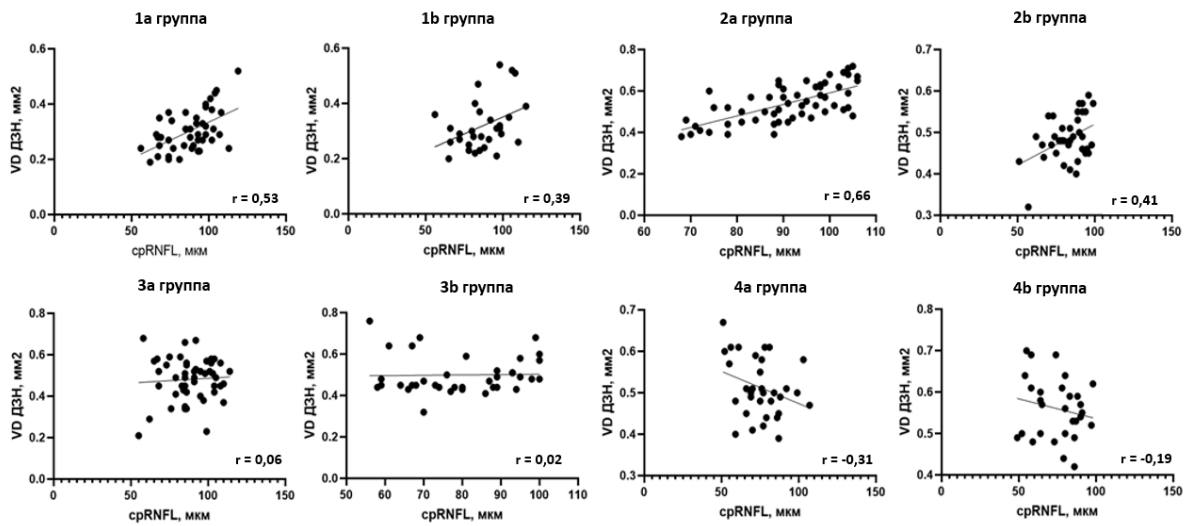 1a группа
1b группа
2a группа
2b группа
VD ДЗН, мм2
0.6
0.4
0.2
0.0
0
50
100
150
r = 0,53
cpRNFL, мкм
VD ДЗН, мм2
0.6
0.4
0.2
0.0
0
50
100
150
r = 0,39
cpRNFL, мкм
VD ДЗН, мм2
0.8
0.6
0.4
0.2
0.0
60
70
80
90
100
110
r = 0,66
cpRNFL, мкм
VD ДЗН, мм2
0.7
0.6
0.5
0.4
0.3
0
50
100
150
r = 0,41
cpRNFL, мкм
3a группа
3b группа
4a группа
4b группа
VD ДЗН, мм2
0.8
0.6
0.4
0.2
0.0
0
50
100
150
r = 0,06
cpRNFL, мкм
VD ДЗН, мм2
0.8
0.6
0.4
0.2
0.0
50
60
70
80
90
100
110
r = 0,02
cpRNFL, мкм
VD ДЗН, мм2
0.7
0.6
0.5
0.4
0.3
0
50
100
150
r = -0,31
cpRNFL, мкм
VD ДЗН, мм2
0.8
0.7
0.6
0.5
0.4
0
50
100
150
r = -0,19
cpRNFL, мкм